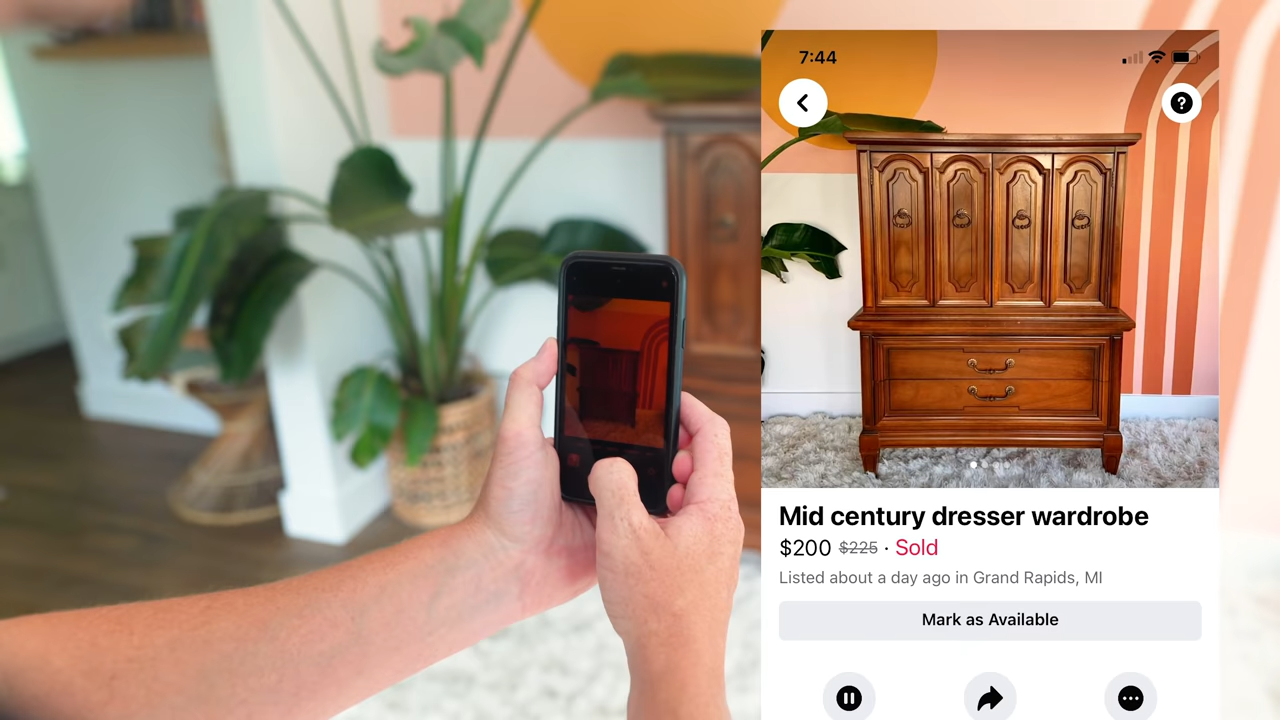 7:44
Mid century dresser wardrobe
$200 $225 · Sold
Listed about a day ago in Grand Rapids, MI
Mark as Available